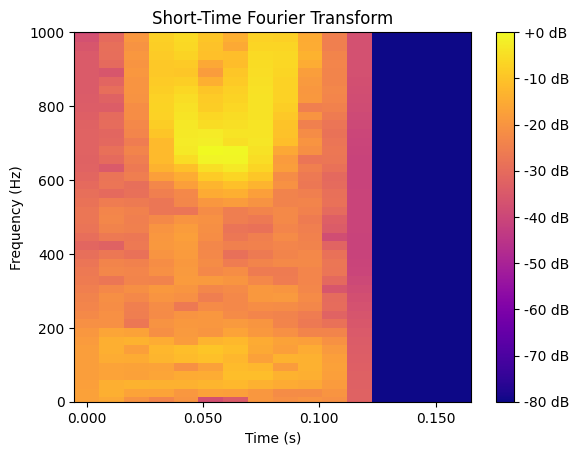 Short-Time Fourier Transform
1000
800
600
400
200
0
Frequency (Hz)
0.000
0.050
0.100
0.150
Time (s)
+0 dB
-10 dB
-20 dB
-30 dB
-40 dB
-50 dB
-60 dB
-70 dB
-80 dB